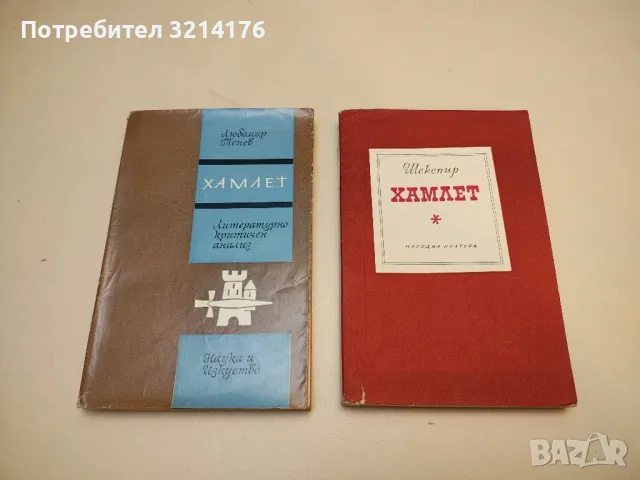 Потребител 3214176
Любомир
Тенев
ХАМЛЕТ
Литературно
критичен
анализ
Наука и
Изкуство
Шекспир
ХАМЛЕТ
*
НАРОДНА КУЛТУРА
BAZAR